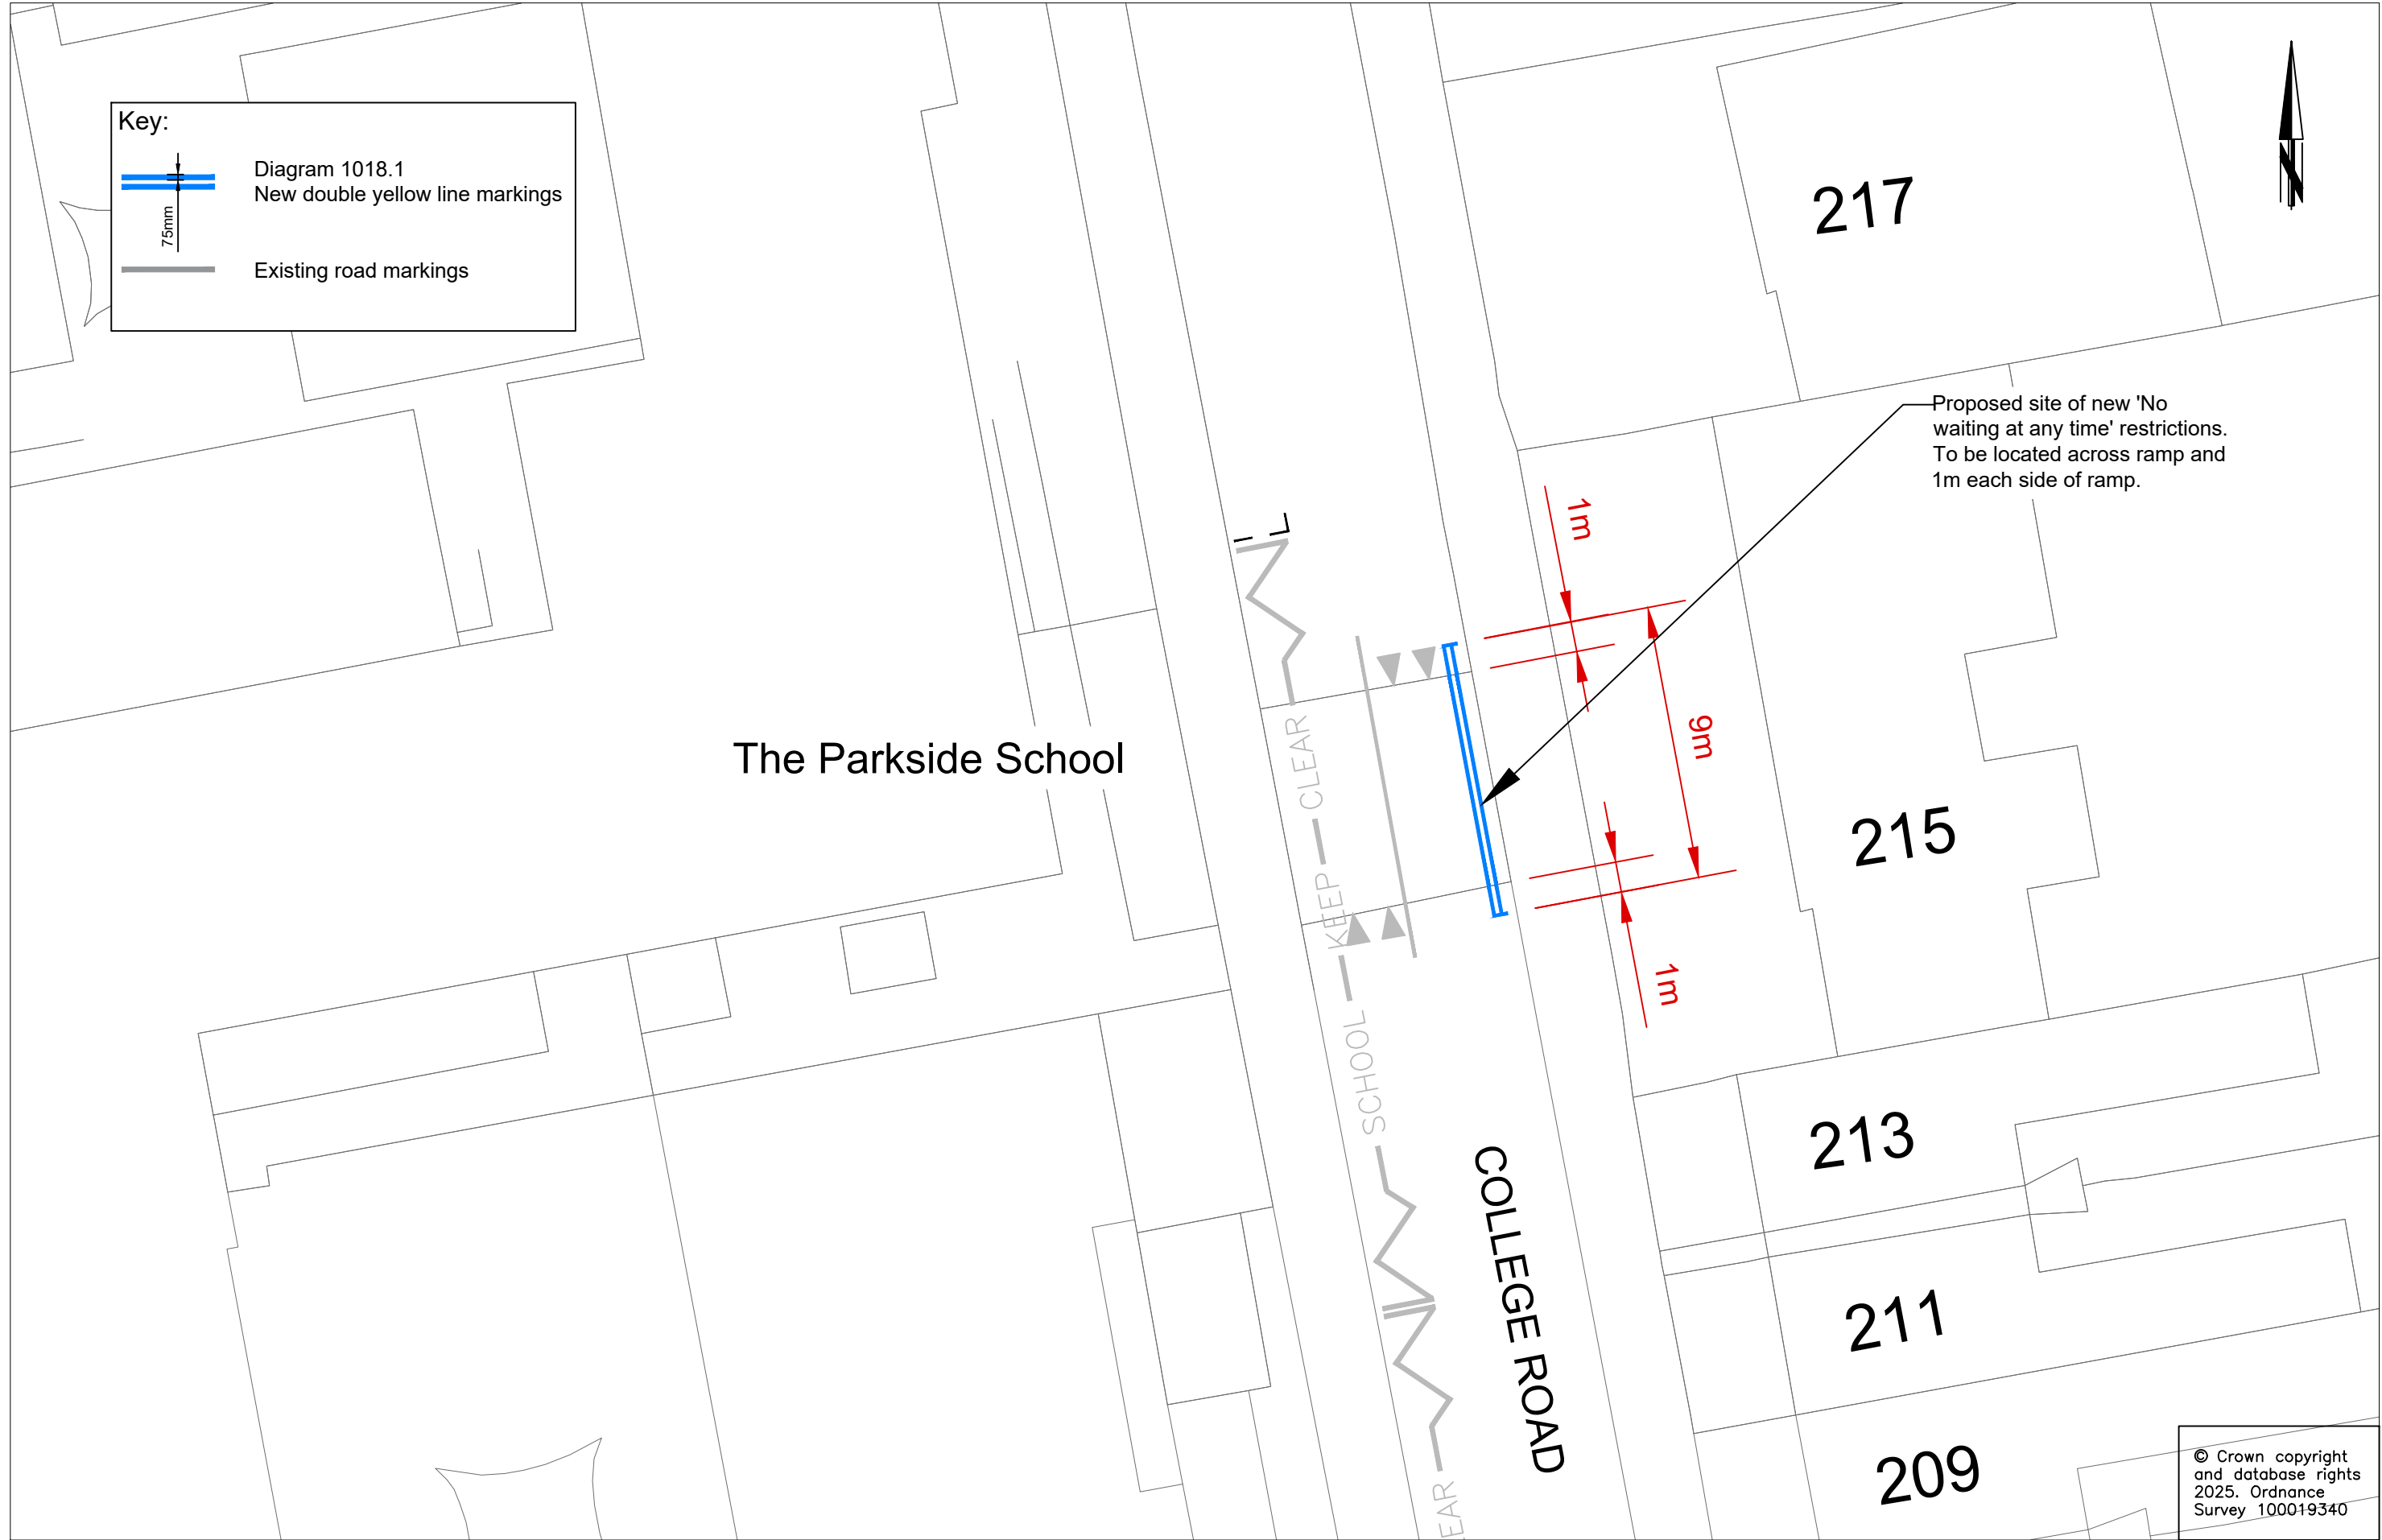 Key:
Diagram 1018.1
New double yellow line markings
75mm
Existing road markings
N
217
Proposed site of new 'No
waiting at any time' restrictions.
To be located across ramp and
1m each side of ramp.
1m
9m
1m
The Parkside School
215
SCHOOL KEEP CLEAR
213
COLLEGE ROAD
211
209
EAR
© Crown copyright
and database rights
2025. Ordnance
Survey 100019340